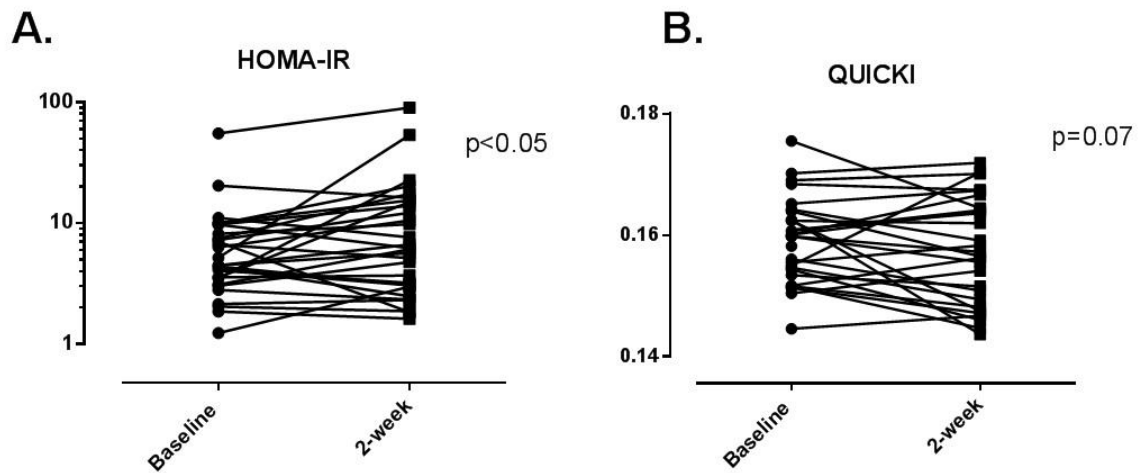 A.
HOMA-IR
100
10
1
p<0.05
Baseline
2-week
B.
QUICKI
0.18
0.16
0.14
p=0.07
Baseline
2-week